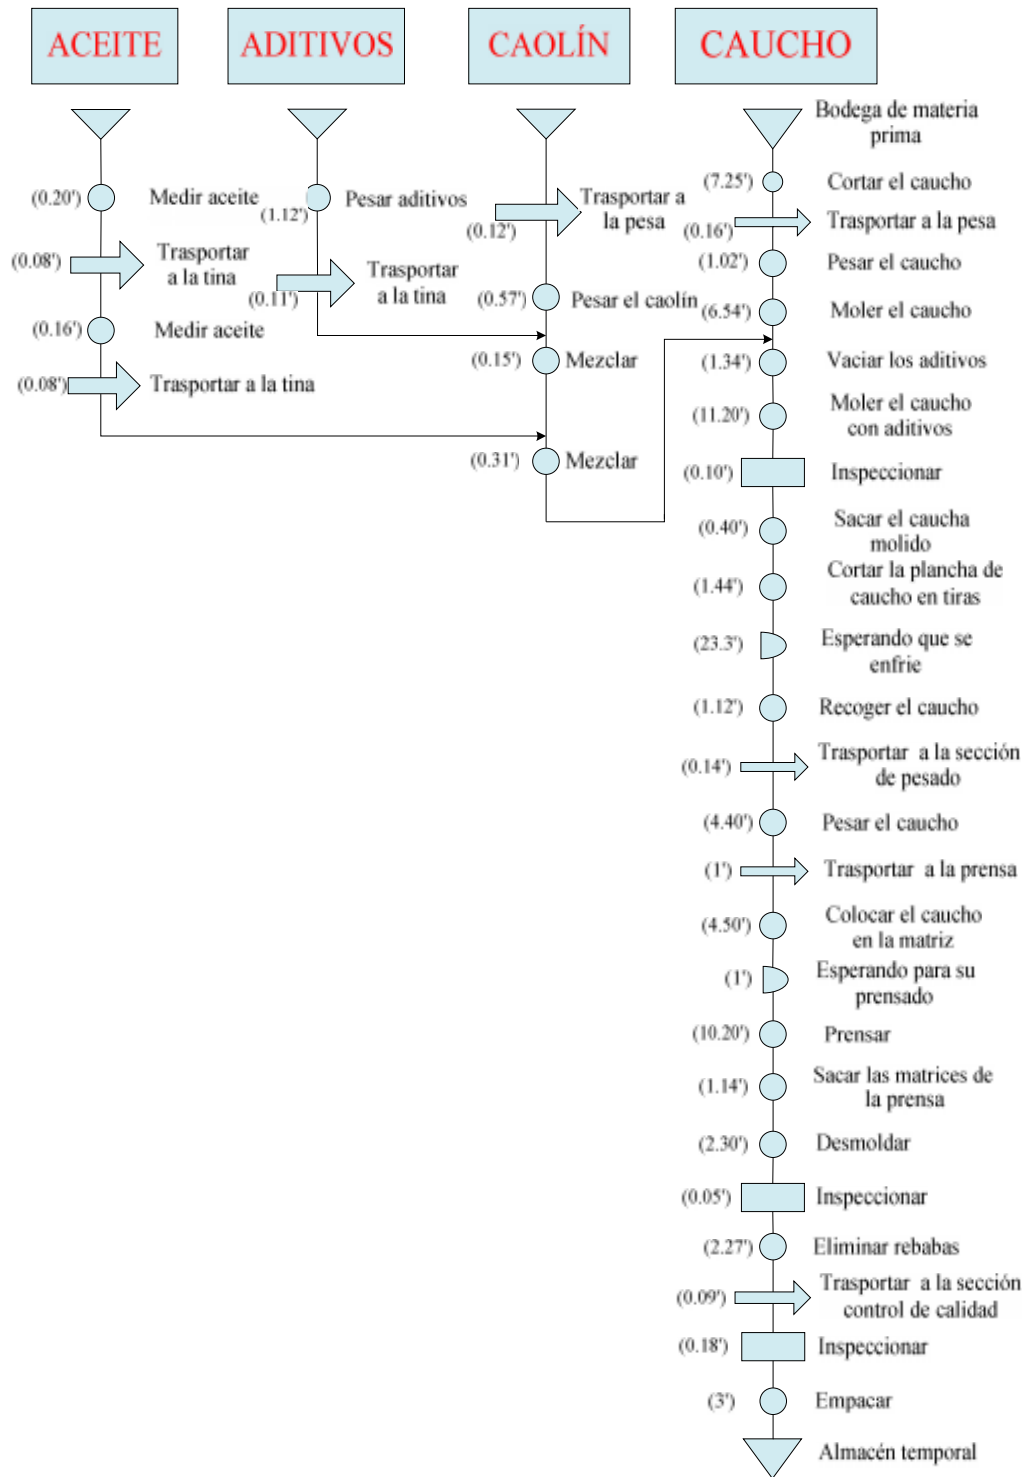 ACEITE
ADITIVOS
CAOLÍN
CAUCHO
(0.20')
Medir aceite
(0.08')
Trasportar
a la tina
(0.16')
Medir aceite
(0.08')
Trasportar a la tina
(1.12')
Pesar aditivos
(0.11')
Trasportar
a la tina
(0.12')
Trasportar a
la pesa
(0.57')
Pesar el caolín
(0.15')
Mezclar
(0.31')
Mezclar
Bodega de materia
prima
(7.25')
Cortar el caucho
(0.16')
Trasportar a la pesa
(1.02')
Pesar el caucho
(6.54')
Moler el caucho
(1.34')
Vaciar los aditivos
(11.20')
Moler el caucho
con aditivos
(0.10')
Inspeccionar
(0.40')
Sacar el caucha
molido
(1.44')
Cortar la plancha de
caucho en tiras
(23.3')
Esperando que se
enfrie
(1.12')
Recoger el caucho
(0.14')
Trasportar a la sección
de pesado
(4.40')
Pesar el caucho
(1')
Trasportar a la prensa
(4.50')
Colocar el caucho
en la matriz
(1')
Esperando para su
prensado
(10.20')
Prensar
(1.14')
Sacar las matrices de
la prensa
(2.30')
Desmoldar
(0.05')
Inspeccionar
(2.27')
Eliminar rebabas
(0.09')
Trasportar a la sección
control de calidad
(0.18')
Inspeccionar
(3')
Empacar
Almacén temporal